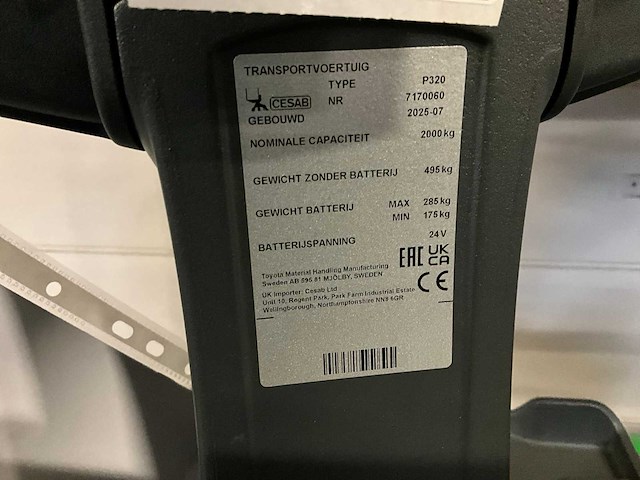 TRANSPORTVOERTUIG
TYPE P320
CESAB NR 7170060
GEBOUWD 2025-07
NOMINALE CAPACITEIT 2000 kg
GEWICHT ZONDER BATTERIJ 495 kg
GEWICHT BATTERIJ MAX 285 kg
MIN 175 kg
BATTERIJSPANNING 24 V
EAC UK CA
Toyota Material Handling Manufacturing
Sweden AB 595 81 MJÖLBY, SWEDEN
CE
UK Importer: Cesab Ltd
Unit 10, Regent Park, Park Farm Industrial Estate
Wellingborough, Northamptonshire NN8 6GR